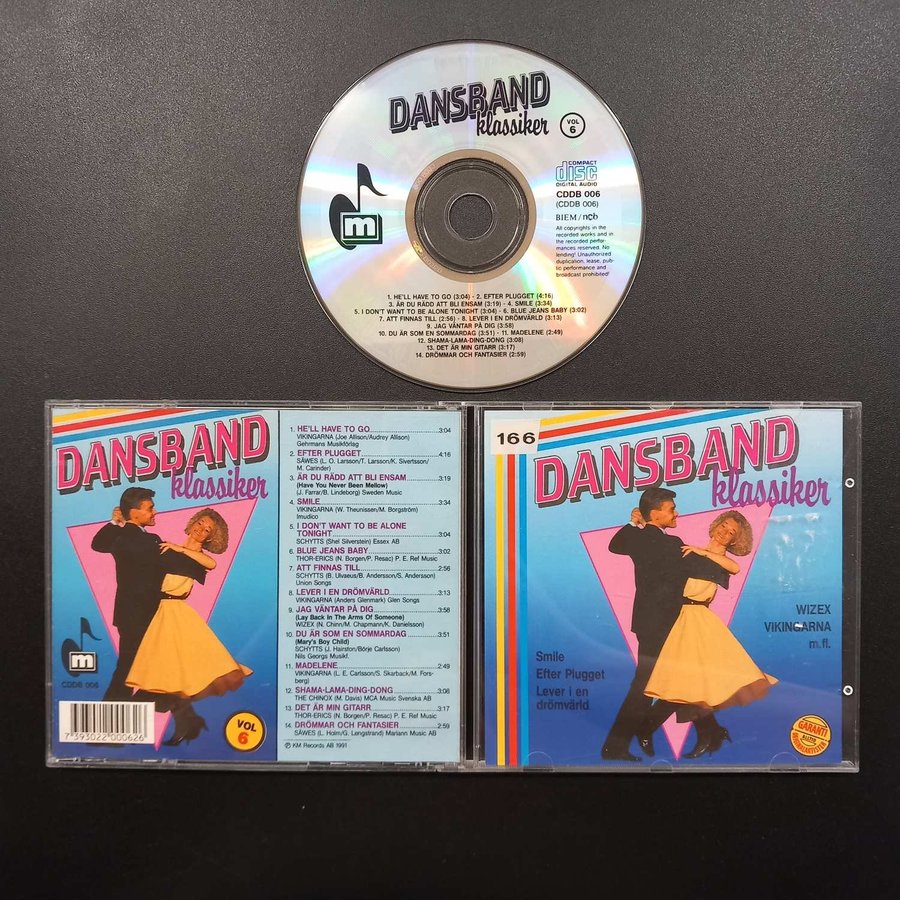 DANSBAND
klassiker
VOL
6
m
COMPACT
disc
DIGITAL AUDIO
CDDB 006
(CDDB 006)
BIEM/ncb
All copyrights in the
recorded works and in
the recorded perfor-
mances reserved. No
lending! Unauthorized
duplication, lease, pub-
lic performance and
broadcast prohibited!
1. HE'LL HAVE TO GO (3:04) - 2. EFTER PLUGGET (4:16)
3. ÄR DU RÄDD ATT BLI ENSAM (3:19) - 4. SMILE (3:34)
5. I DON'T WANT TO BE ALONE TONIGHT (3:04) - 6. BLUE JEANS BABY (3:02)
7. ATT FINNAS TILL (2:56) - 8. LEVER I EN DRÖMVÄRLD (3:13)
9. JAG VÄNTAR PÅ DIG (3:58)
10. DU ÄR SOM EN SOMMARDAG (3:51) - 11. MADELENE (2:49)
12. SHAMA-LAMA-DING-DONG (3:08)
13. DET ÄR MIN GITARR (3:17)
14. DRÖMMAR OCH FANTASIER (2:59)
DANSBAND
klassiker
m
CDDB 006
7 393022 000626
VOL
6
1. HE'LL HAVE TO GO 3:04
VIKINGARNA (Joe Allison/Audrey Allison)
Gehrmans Musikförlag
2. EFTER PLUGGET 4:16
SÄWES (L. O. Larsson/T. Larsson/K. Sivertsson/
M. Carinder)
3. ÄR DU RÄDD ATT BLI ENSAM 3:19
(Have You Never Been Mellow)
(J. Farrar/B. Lindeborg) Sweden Music
4. SMILE 3:34
VIKINGARNA (W. Theunissen/M. Borgström)
Imudico
5. I DON'T WANT TO BE ALONE
TONIGHT 3:04
SCHYTTS (Shel Silverstein) Essex AB
6. BLUE JEANS BABY 3:02
THOR-ERICS (N. Borgen/P. Resac) P. E. Ref Music
7. ATT FINNAS TILL 2:56
SCHYTTS (B. Ulvaeus/B. Andersson/S. Andersson)
Union Songs
8. LEVER I EN DRÖMVÄRLD 3:13
VIKINGARNA (Anders Glenmark) Glen Songs
9. JAG VÄNTAR PÅ DIG 3:58
(Lay Back In The Arms Of Someone)
WIZEX (N. Chinn/M. Chapmann/K. Danielsson)
10. DU ÄR SOM EN SOMMARDAG 3:51
(Mary's Boy Child)
SCHYTTS (J. Hairston/Börje Carlsson)
Nils Georgs Musikf.
11. MADELENE 2:49
VIKINGARNA (L. E. Carlsson/S. Skarback/M. Fors-
berg)
12. SHAMA-LAMA-DING-DONG 3:06
THE CHINOX (M. Davis) MCA Music Svenska AB
13. DET ÄR MIN GITARR 3:17
THOR-ERICS (N. Borgen/P. Resac) P. E. Ref Music
14. DRÖMMAR OCH FANTASIER 2:59
SÄWES (L. Holm/G. Lengstrand) Mariann Music AB
℗ KM Records AB 1991
166
DANSBAND
klassiker
WIZEX
VIKINGARNA
m.fl.
Smile
Efter Plugget
Lever i en
drömvärld
GARANTI
ALLTID
ORIGINALARTISTER